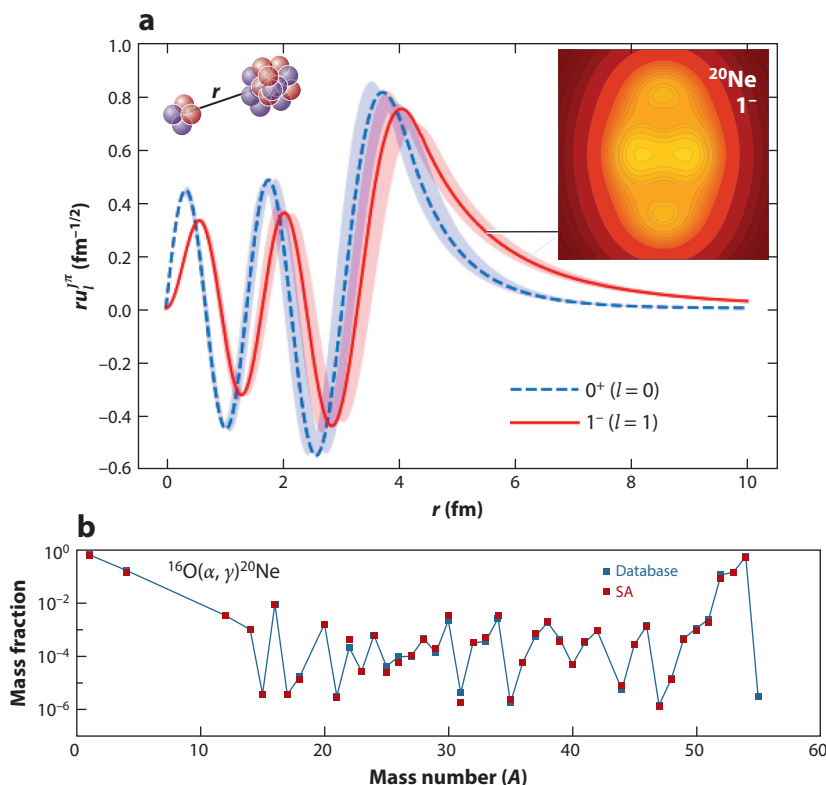 a
1.0
0.8
0.6
0.4
0.2
0.0
–0.2
–0.4
–0.6
ru_l^{Jπ} (fm^{–1/2})
r
²⁰Ne
1⁻
0⁺ (l = 0)
1⁻ (l = 1)
0 2 4 6 8 10
r (fm)
b
10⁰
10⁻²
10⁻⁴
10⁻⁶
Mass fraction
¹⁶O(α, γ)²⁰Ne
Database
SA
0 10 20 30 40 50 60
Mass number (A)